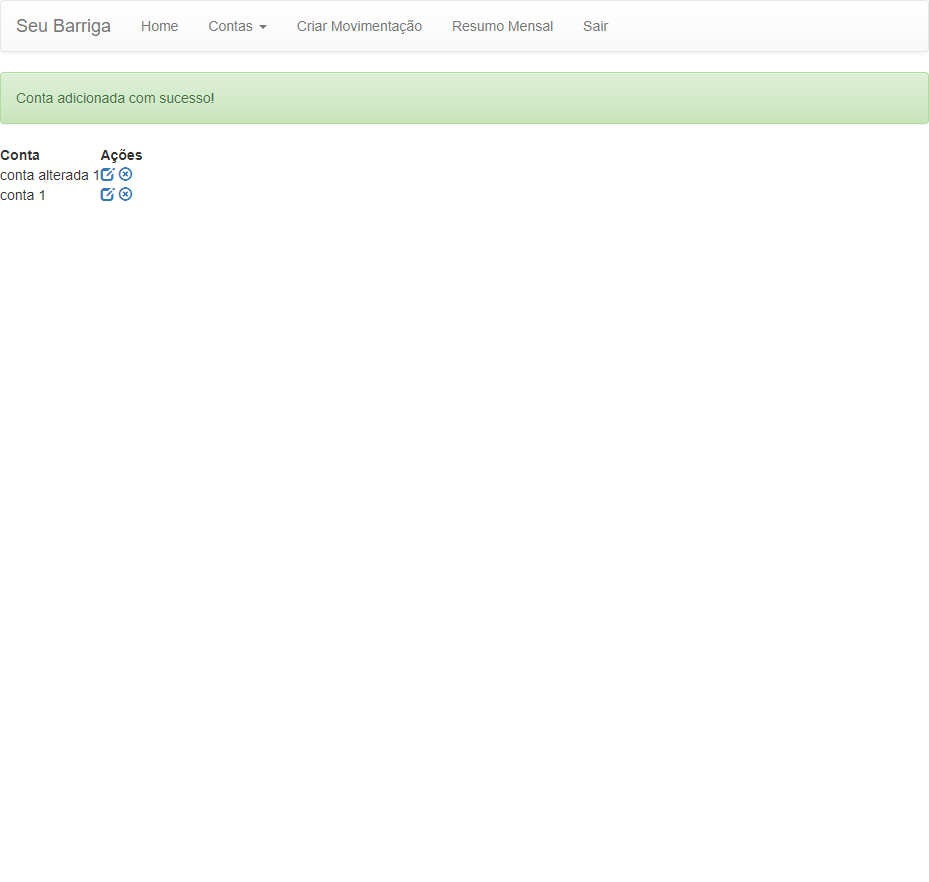 Seu Barriga Home Contas Criar Movimentação Resumo Mensal Sair
Conta adicionada com sucesso!
Conta Ações
conta alterada 1
conta 1